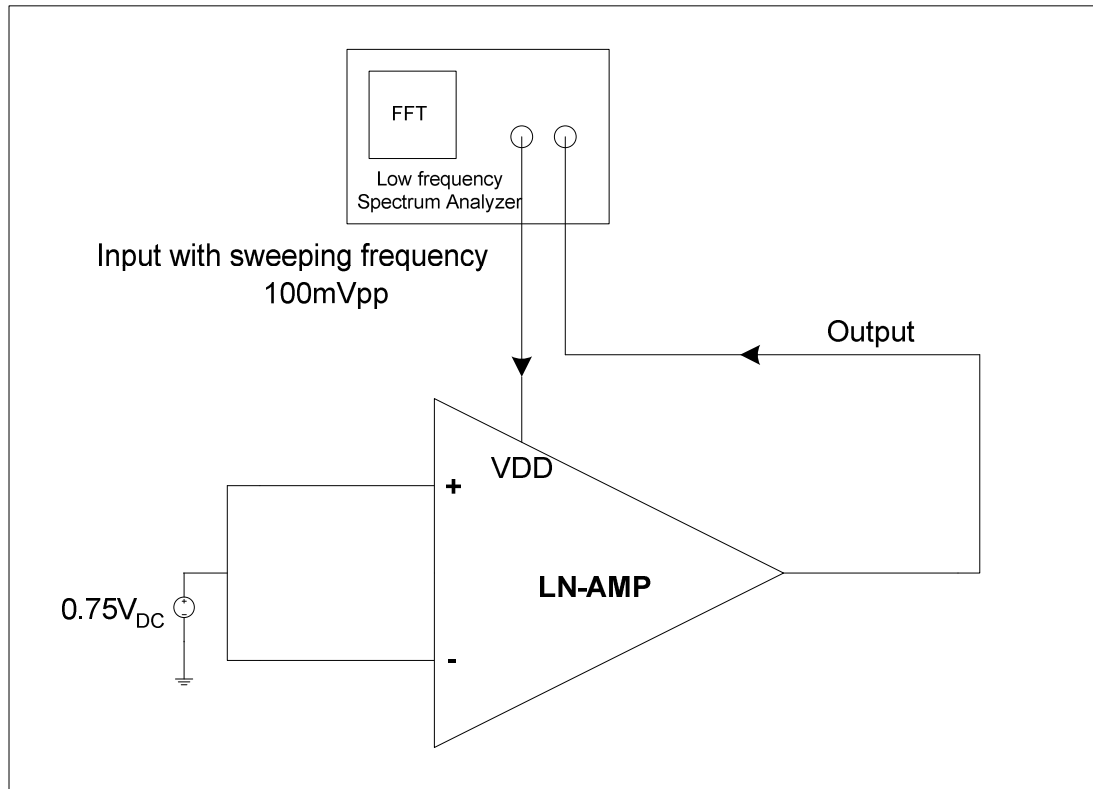 FFT
Low frequency
Spectrum Analyzer
Input with sweeping frequency
100mVpp
Output
VDD
+
LN-AMP
0.75VDC
-